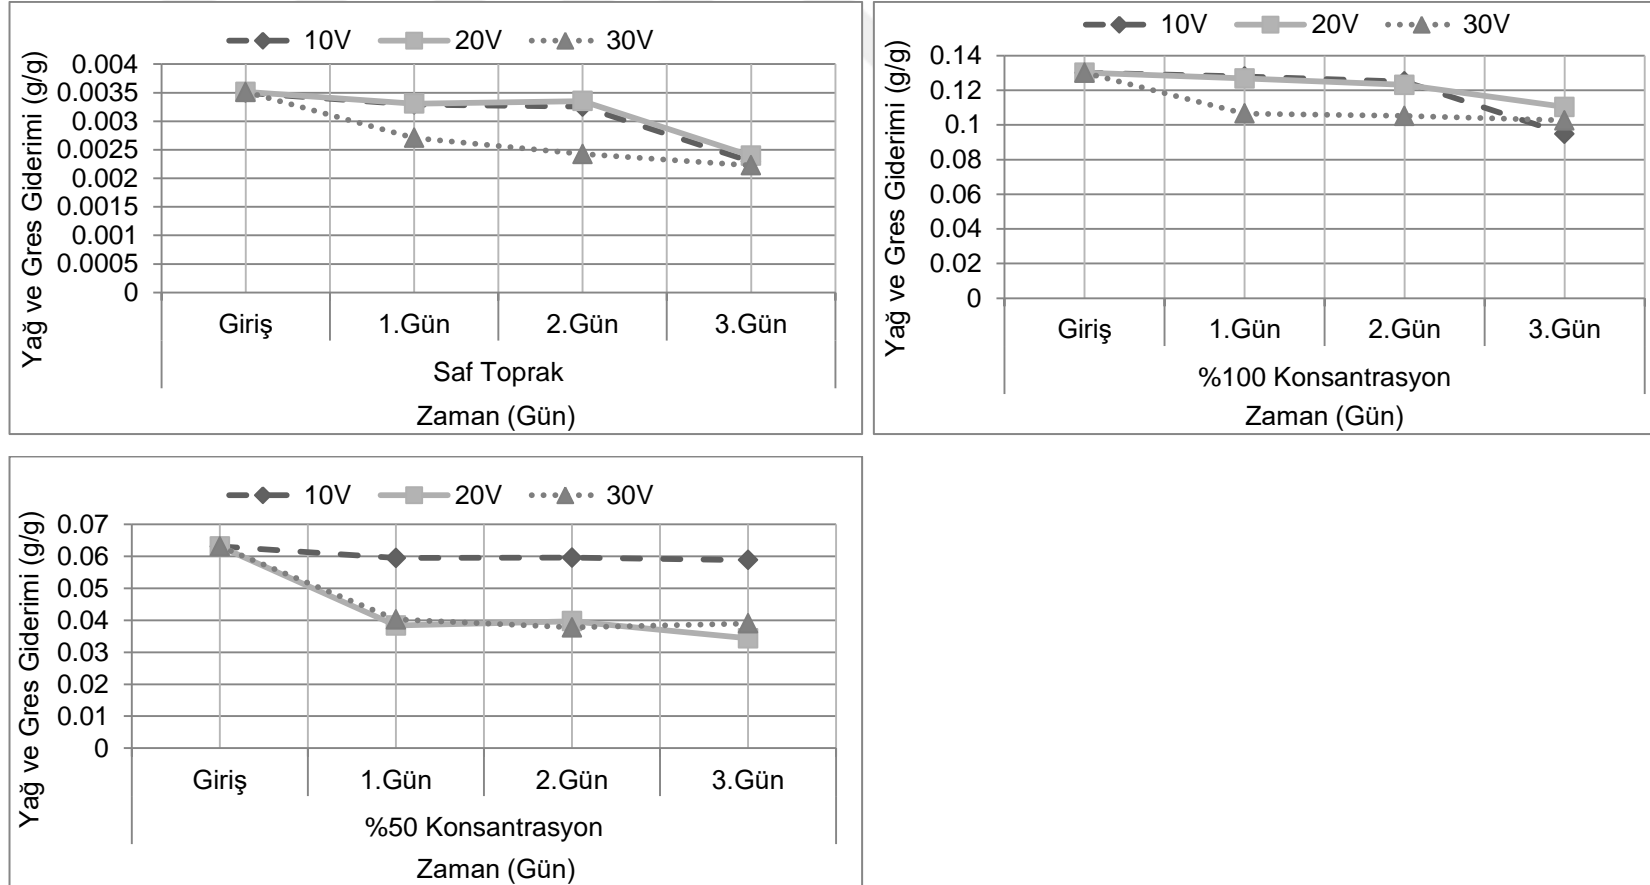 10V 20V 30V
Yağ ve Gres Giderimi (g/g)
0.004
0.0035
0.003
0.0025
0.002
0.0015
0.001
0.0005
0
Giriş 1.Gün 2.Gün 3.Gün
Saf Toprak
Zaman (Gün)
10V 20V 30V
Yağ ve Gres Giderimi (g/g)
0.14
0.12
0.1
0.08
0.06
0.04
0.02
0
Giriş 1.Gün 2.Gün 3.Gün
%100 Konsantrasyon
Zaman (Gün)
10V 20V 30V
Yağ ve Gres Giderimi (g/g)
0.07
0.06
0.05
0.04
0.03
0.02
0.01
0
Giriş 1.Gün 2.Gün 3.Gün
%50 Konsantrasyon
Zaman (Gün)